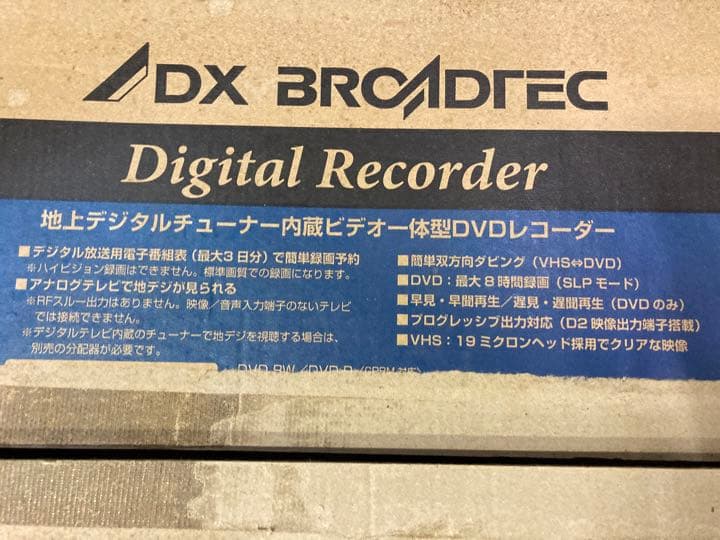 DX BROADTEC
Digital Recorder
地上デジタルチューナー内蔵ビデオ一体型DVDレコーダー
■デジタル放送用電子番組表（最大3日分）で簡単録画予約
※ハイビジョン録画はできません。標準画質での録画になります。
■アナログテレビで地デジが見られる
※RFスルー出力はありません。映像／音声入力端子のないテレビ
では接続できません。
※デジタルテレビ内蔵のチューナーで地デジを視聴する場合は、
別売の分配器が必要です。
■簡単双方向ダビング（VHS⇔DVD）
■DVD：最大8時間録画（SLPモード）
■早見・早聞再生／遅見・遅聞再生（DVDのみ）
■プログレッシブ出力対応（D2映像出力端子搭載）
■VHS：19ミクロンヘッド採用でクリアな映像
DVD-RW／DVD-R／（CPRM対応）